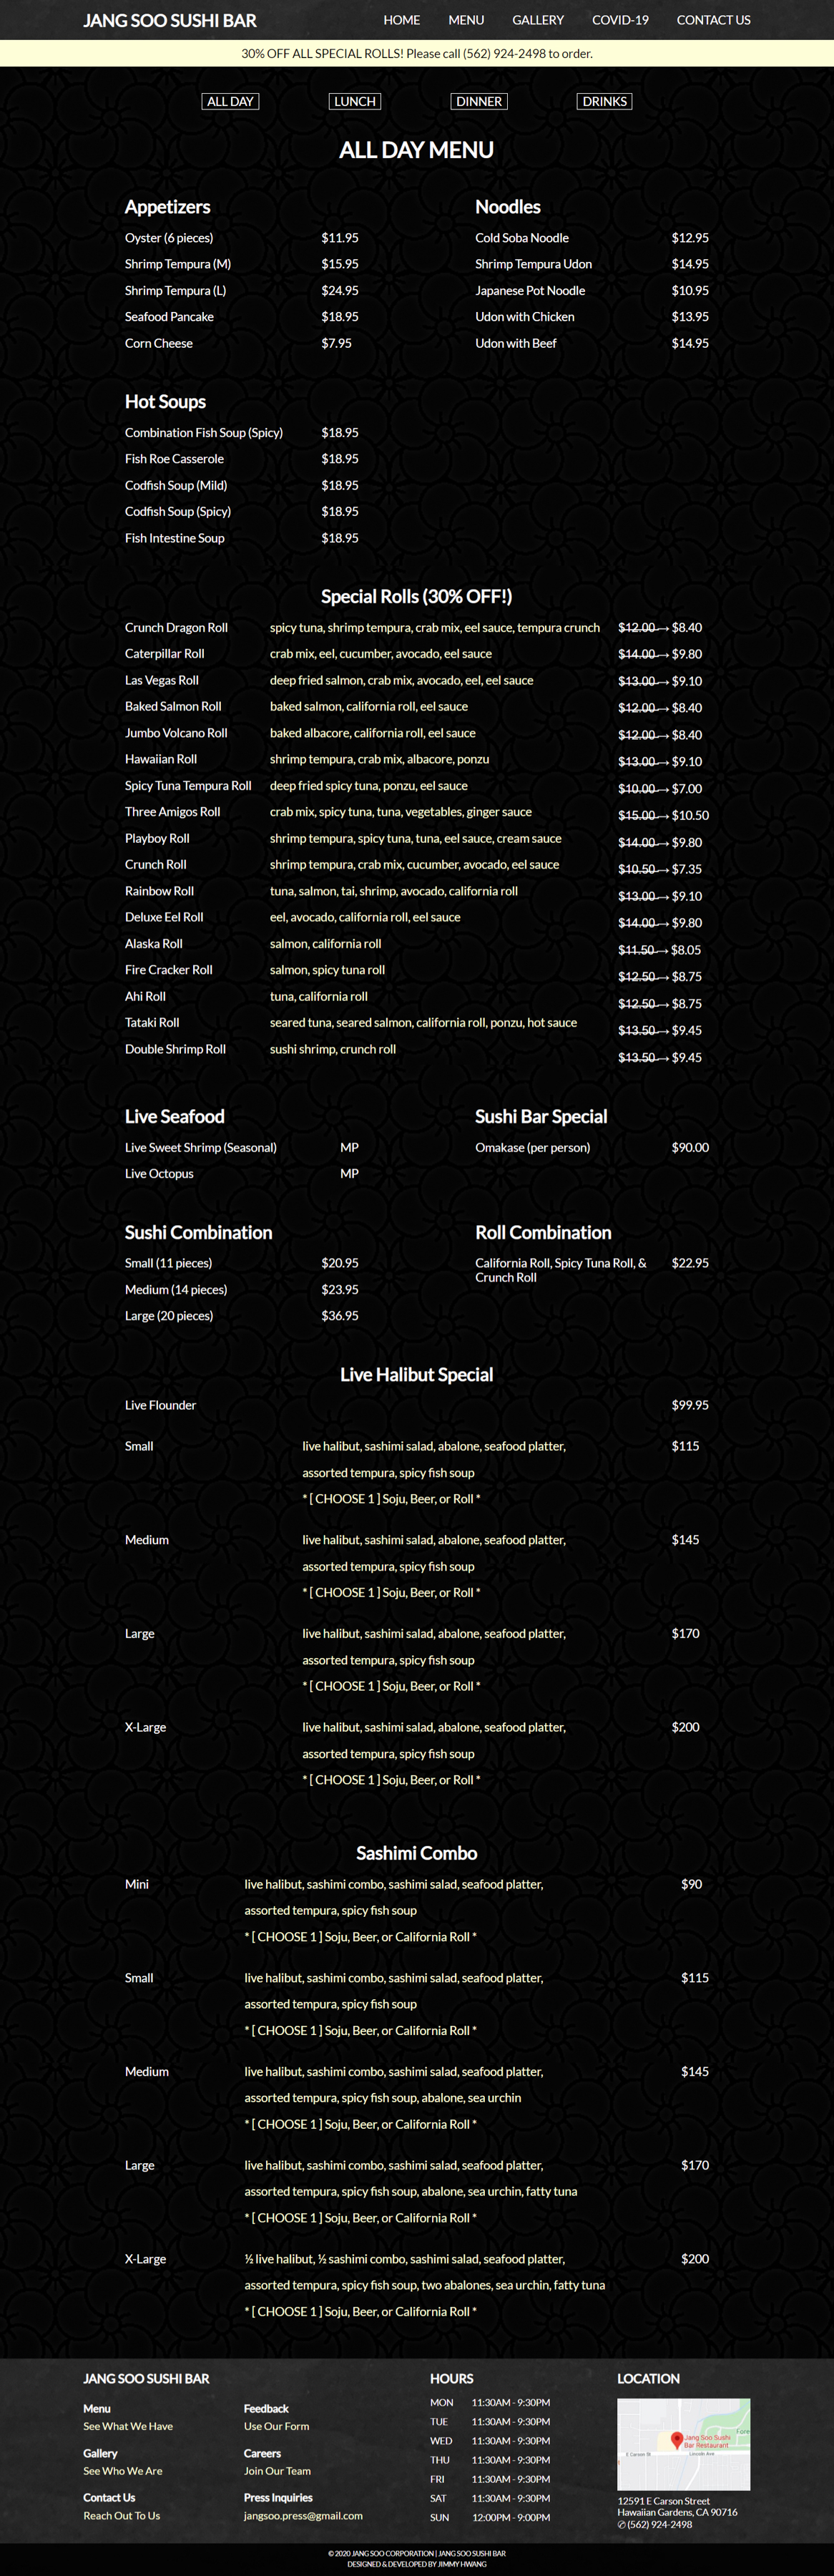 JANG SOO SUSHI BAR HOME MENU GALLERY COVID-19 CONTACT US
30% OFF ALL SPECIAL ROLLS! Please call (562) 924-2498 to order.
ALL DAY LUNCH DINNER DRINKS
ALL DAY MENU
Appetizers
Oyster (6 pieces) $11.95
Shrimp Tempura (M) $15.95
Shrimp Tempura (L) $24.95
Seafood Pancake $18.95
Corn Cheese $7.95
Noodles
Cold Soba Noodle $12.95
Shrimp Tempura Udon $14.95
Japanese Pot Noodle $10.95
Udon with Chicken $13.95
Udon with Beef $14.95
Hot Soups
Combination Fish Soup (Spicy) $18.95
Fish Roe Casserole $18.95
Codfish Soup (Mild) $18.95
Codfish Soup (Spicy) $18.95
Fish Intestine Soup $18.95
Special Rolls (30% OFF!)
Crunch Dragon Roll spicy tuna, shrimp tempura, crab mix, eel sauce, tempura crunch $12.00 → $8.40
Caterpillar Roll crab mix, eel, cucumber, avocado, eel sauce $14.00 → $9.80
Las Vegas Roll deep fried salmon, crab mix, avocado, eel, eel sauce $13.00 → $9.10
Baked Salmon Roll baked salmon, california roll, eel sauce $12.00 → $8.40
Jumbo Volcano Roll baked albacore, california roll, eel sauce $12.00 → $8.40
Hawaiian Roll shrimp tempura, crab mix, albacore, ponzu $13.00 → $9.10
Spicy Tuna Tempura Roll deep fried spicy tuna, ponzu, eel sauce $10.00 → $7.00
Three Amigos Roll crab mix, spicy tuna, tuna, vegetables, ginger sauce $15.00 → $10.50
Playboy Roll shrimp tempura, spicy tuna, tuna, eel sauce, cream sauce $14.00 → $9.80
Crunch Roll shrimp tempura, crab mix, cucumber, avocado, eel sauce $10.50 → $7.35
Rainbow Roll tuna, salmon, tai, shrimp, avocado, california roll $13.00 → $9.10
Deluxe Eel Roll eel, avocado, california roll, eel sauce $14.00 → $9.80
Alaska Roll salmon, california roll $11.50 → $8.05
Fire Cracker Roll salmon, spicy tuna roll $12.50 → $8.75
Ahi Roll tuna, california roll $12.50 → $8.75
Tataki Roll seared tuna, seared salmon, california roll, ponzu, hot sauce $13.50 → $9.45
Double Shrimp Roll sushi shrimp, crunch roll $13.50 → $9.45
Live Seafood
Live Sweet Shrimp (Seasonal) MP
Live Octopus MP
Sushi Bar Special
Omakase (per person) $90.00
Sushi Combination
Small (11 pieces) $20.95
Medium (14 pieces) $23.95
Large (20 pieces) $36.95
Roll Combination
California Roll, Spicy Tuna Roll, & $22.95
Crunch Roll
Live Halibut Special
Live Flounder $99.95
Small live halibut, sashimi salad, abalone, seafood platter, $115
assorted tempura, spicy fish soup
* [ CHOOSE 1 ] Soju, Beer, or Roll *
Medium live halibut, sashimi salad, abalone, seafood platter, $145
assorted tempura, spicy fish soup
* [ CHOOSE 1 ] Soju, Beer, or Roll *
Large live halibut, sashimi salad, abalone, seafood platter, $170
assorted tempura, spicy fish soup
* [ CHOOSE 1 ] Soju, Beer, or Roll *
X-Large live halibut, sashimi salad, abalone, seafood platter, $200
assorted tempura, spicy fish soup
* [ CHOOSE 1 ] Soju, Beer, or Roll *
Sashimi Combo
Mini live halibut, sashimi combo, sashimi salad, seafood platter, $90
assorted tempura, spicy fish soup
* [ CHOOSE 1 ] Soju, Beer, or California Roll *
Small live halibut, sashimi combo, sashimi salad, seafood platter, $115
assorted tempura, spicy fish soup
* [ CHOOSE 1 ] Soju, Beer, or California Roll *
Medium live halibut, sashimi combo, sashimi salad, seafood platter, $145
assorted tempura, spicy fish soup, abalone, sea urchin
* [ CHOOSE 1 ] Soju, Beer, or California Roll *
Large live halibut, sashimi combo, sashimi salad, seafood platter, $170
assorted tempura, spicy fish soup, abalone, sea urchin, fatty tuna
* [ CHOOSE 1 ] Soju, Beer, or California Roll *
X-Large ½ live halibut, ½ sashimi combo, sashimi salad, seafood platter, $200
assorted tempura, spicy fish soup, two abalones, sea urchin, fatty tuna
* [ CHOOSE 1 ] Soju, Beer, or California Roll *
JANG SOO SUSHI BAR
Menu
See What We Have
Gallery
See Who We Are
Contact Us
Reach Out To Us
Feedback
Use Our Form
Careers
Join Our Team
Press Inquiries
jangsoo.press@gmail.com
HOURS
MON 11:30AM - 9:30PM
TUE 11:30AM - 9:30PM
WED 11:30AM - 9:30PM
THU 11:30AM - 9:30PM
FRI 11:30AM - 9:30PM
SAT 11:30AM - 9:30PM
SUN 12:00PM - 9:00PM
LOCATION
Fore
Jang Soo Sushi
Bar Restaurant
E Carson St
Lincoln Ave
12591 E Carson Street
Hawaiian Gardens, CA 90716
✆ (562) 924-2498
© 2020 JANG SOO CORPORATION | JANG SOO SUSHI BAR
DESIGNED & DEVELOPED BY JIMMY HWANG